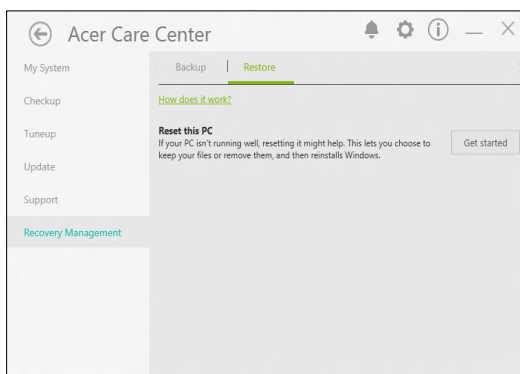 Acer Care Center
My System
Checkup
Tuneup
Update
Support
Recovery Management
Backup
Restore
How does it work?
Reset this PC
If your PC isn't running well, resetting it might help. This lets you choose to
keep your files or remove them, and then reinstalls Windows.
Get started